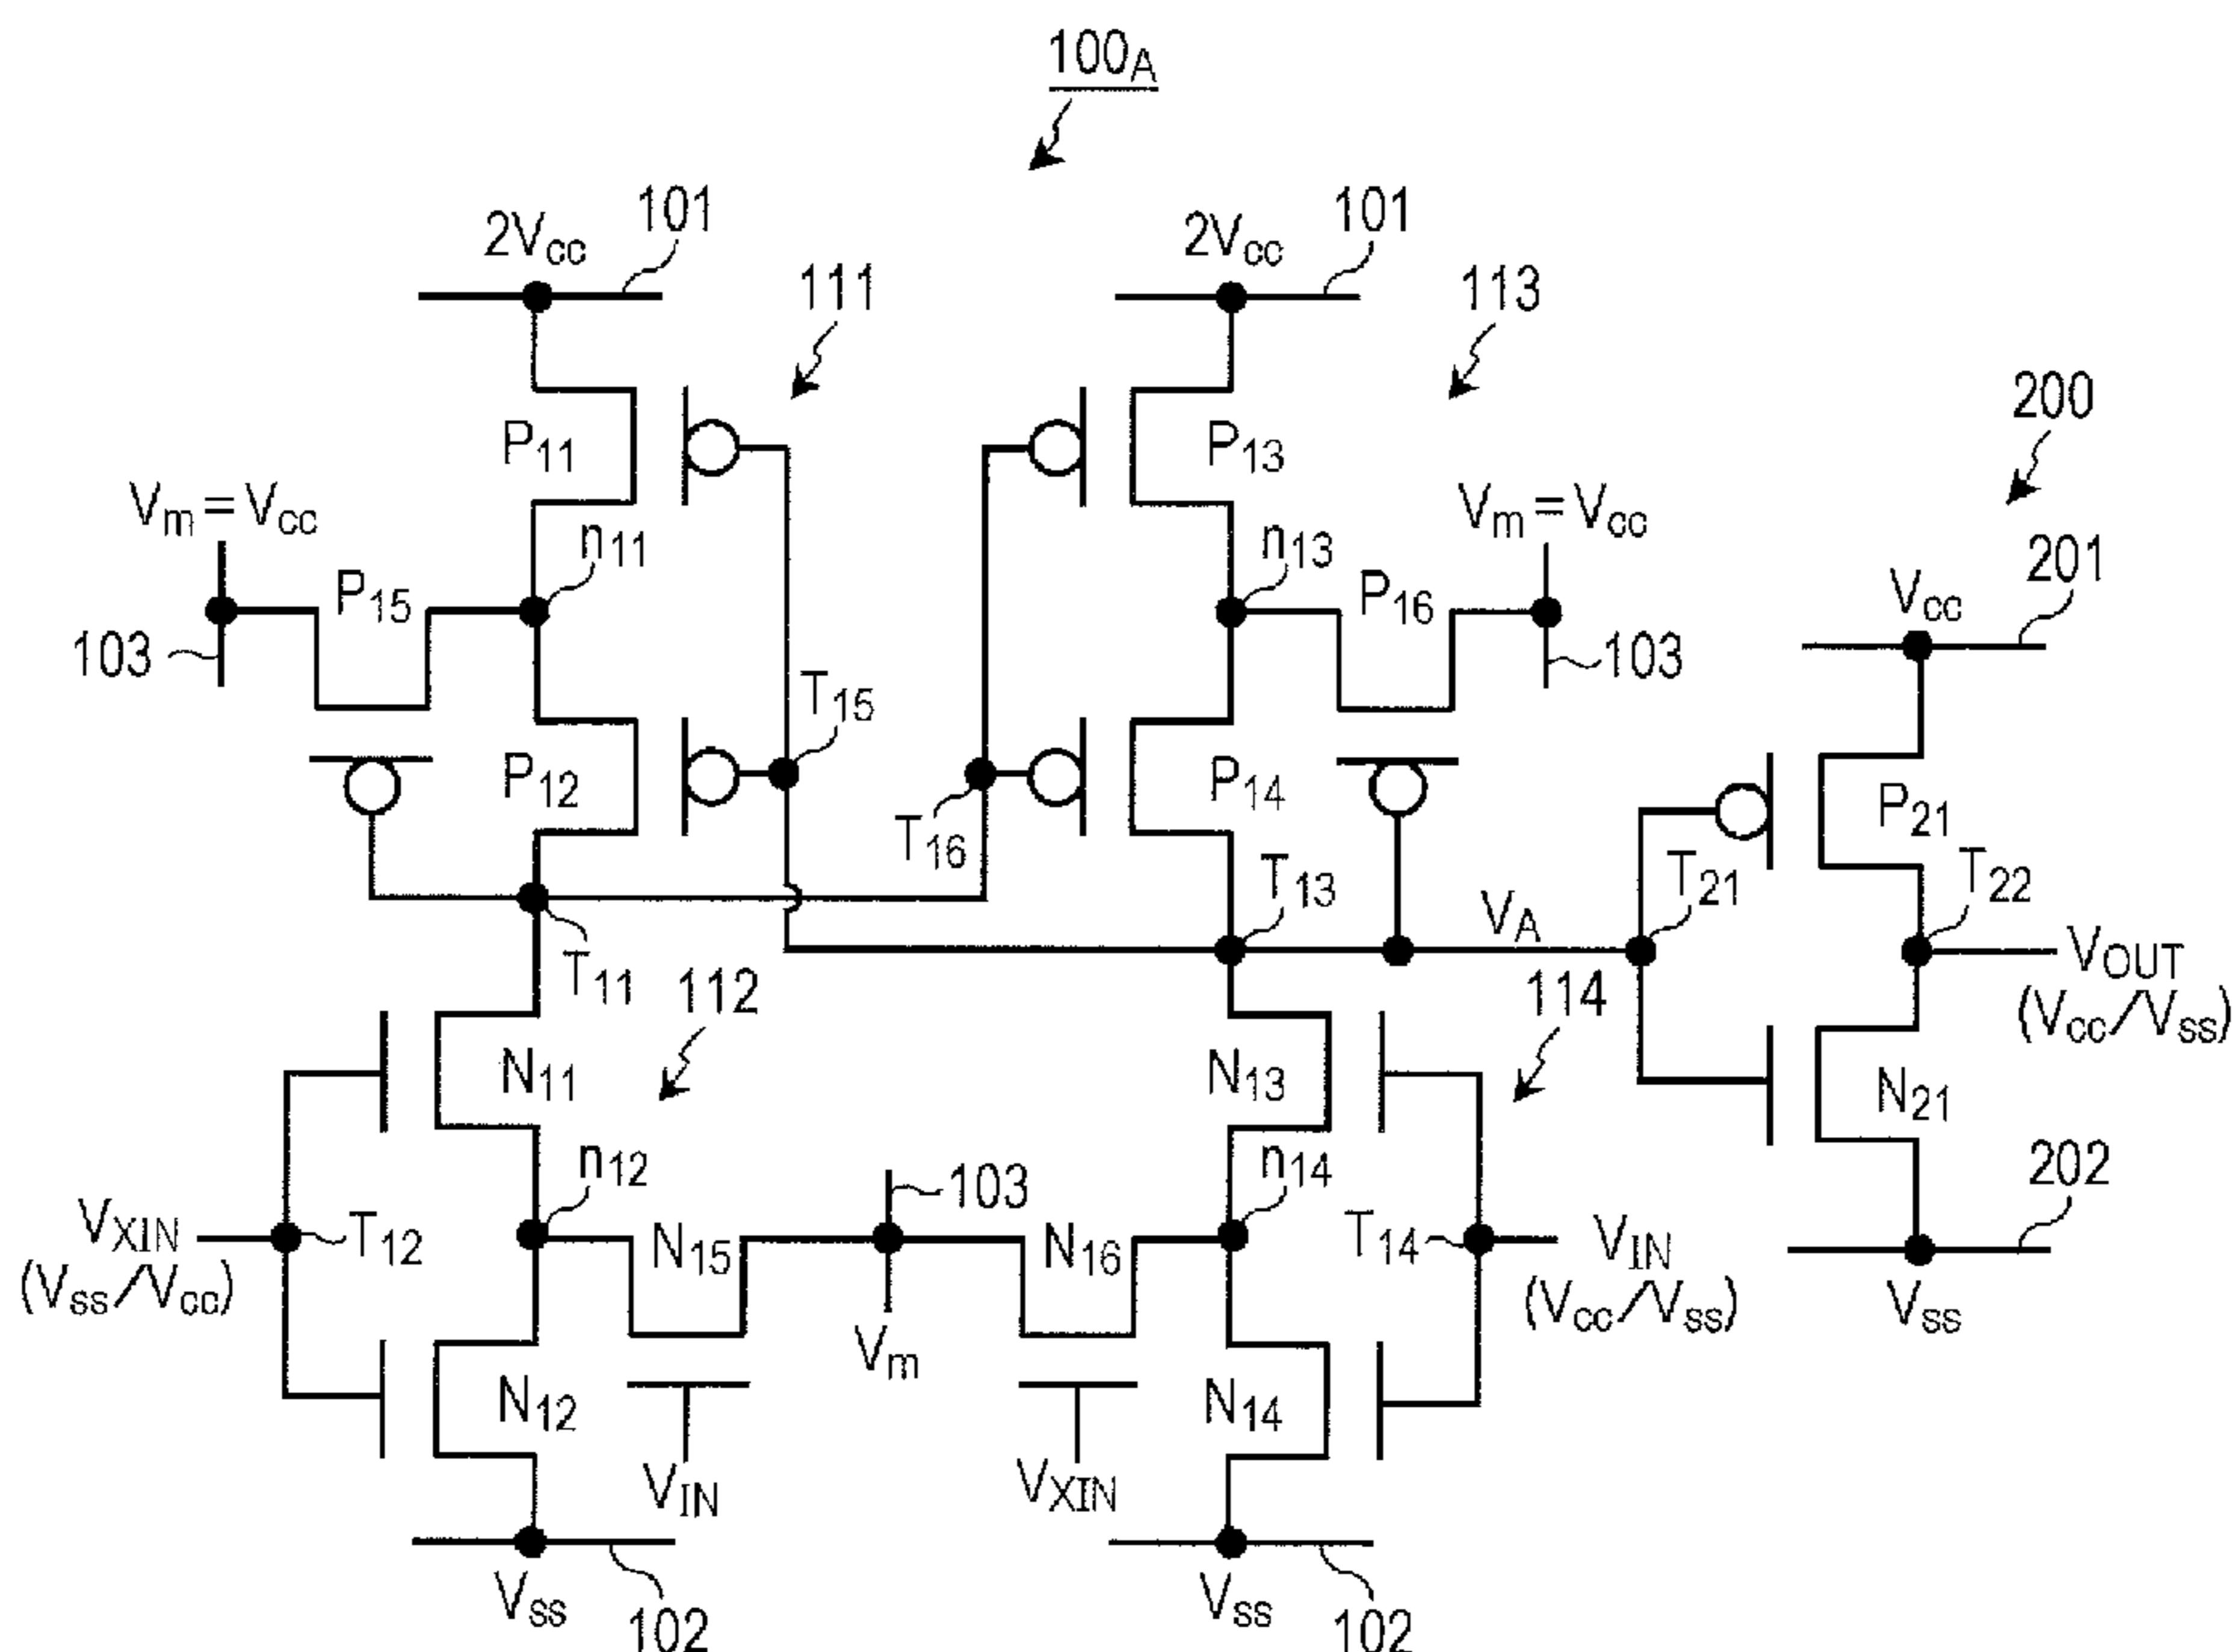 100A
2Vcc 101
2Vcc 101
111
113
200
P11
P13
Vm = Vcc
n11
n13
Vm = Vcc
201
P15
P16
Vcc
103
103
T15
P12
P14
P21
T16
T13
T21
T22
VA
VOUT
(Vcc/Vss)
T11
112
114
N11
N13
N21
n12
103
n14
202
VXIN
(Vss/Vcc)
T12
N15
N16
T14
VIN
(Vcc/Vss)
Vss
Vm
N12
N14
VIN
VXIN
Vss
102
Vss
102